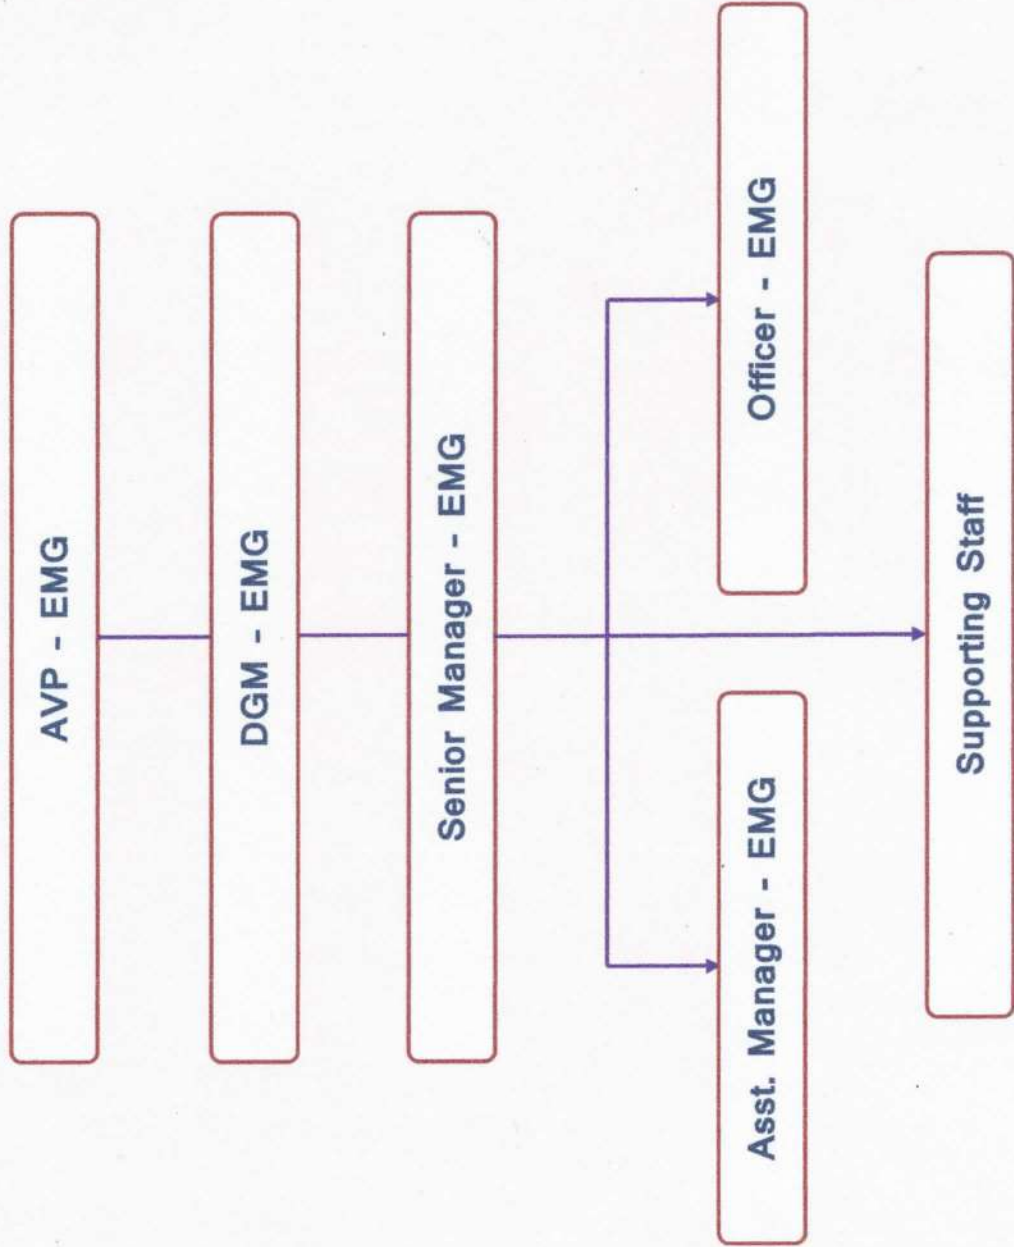 AVP - EMG
DGM - EMG
Senior Manager - EMG
Asst. Manager - EMG
Officer - EMG
Supporting Staff